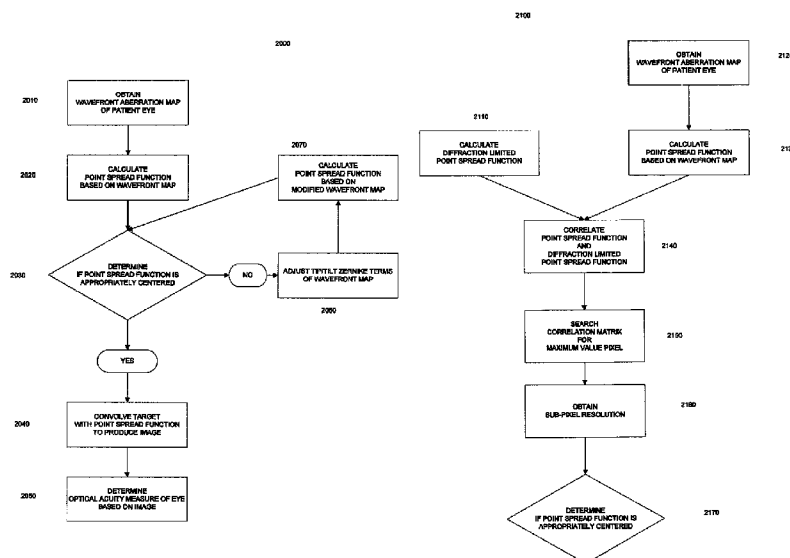 2000
2010
OBTAIN
WAVEFRONT ABERRATION MAP
OF PATIENT EYE
2020
CALCULATE
POINT SPREAD FUNCTION
BASED ON WAVEFRONT MAP
2070
CALCULATE
POINT SPREAD FUNCTION
BASED ON
MODIFIED WAVEFRONT MAP
2030
DETERMINE
IF POINT SPREAD FUNCTION IS
APPROPRIATELY CENTERED
NO
ADJUST TIP/TILT ZERNIKE TERMS
OF WAVEFRONT MAP
2060
YES
2040
CONVOLVE TARGET
WITH POINT SPREAD FUNCTION
TO PRODUCE IMAGE
2050
DETERMINE
OPTICAL ACUITY MEASURE OF EYE
BASED ON IMAGE
2100
OBTAIN
WAVEFRONT ABERRATION MAP
OF PATIENT EYE
2110
CALCULATE
DIFFRACTION LIMITED
POINT SPREAD FUNCTION
CALCULATE
POINT SPREAD FUNCTION
BASED ON WAVEFRONT MAP
CORRELATE
POINT SPREAD FUNCTION
AND
DIFFRACTION LIMITED
POINT SPREAD FUNCTION
2140
SEARCH
CORRELATION MATRIX
FOR
MAXIMUM VALUE PIXEL
2150
OBTAIN
SUB-PIXEL RESOLUTION
2160
DETERMINE
IF POINT SPREAD FUNCTION IS
APPROPRIATELY CENTERED
2170